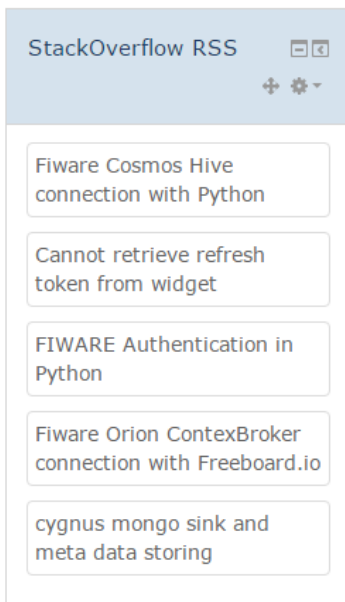 StackOverflow RSS
Fiware Cosmos Hive
connection with Python
Cannot retrieve refresh
token from widget
FIWARE Authentication in
Python
Fiware Orion ContexBroker
connection with Freeboard.io
cygnus mongo sink and
meta data storing